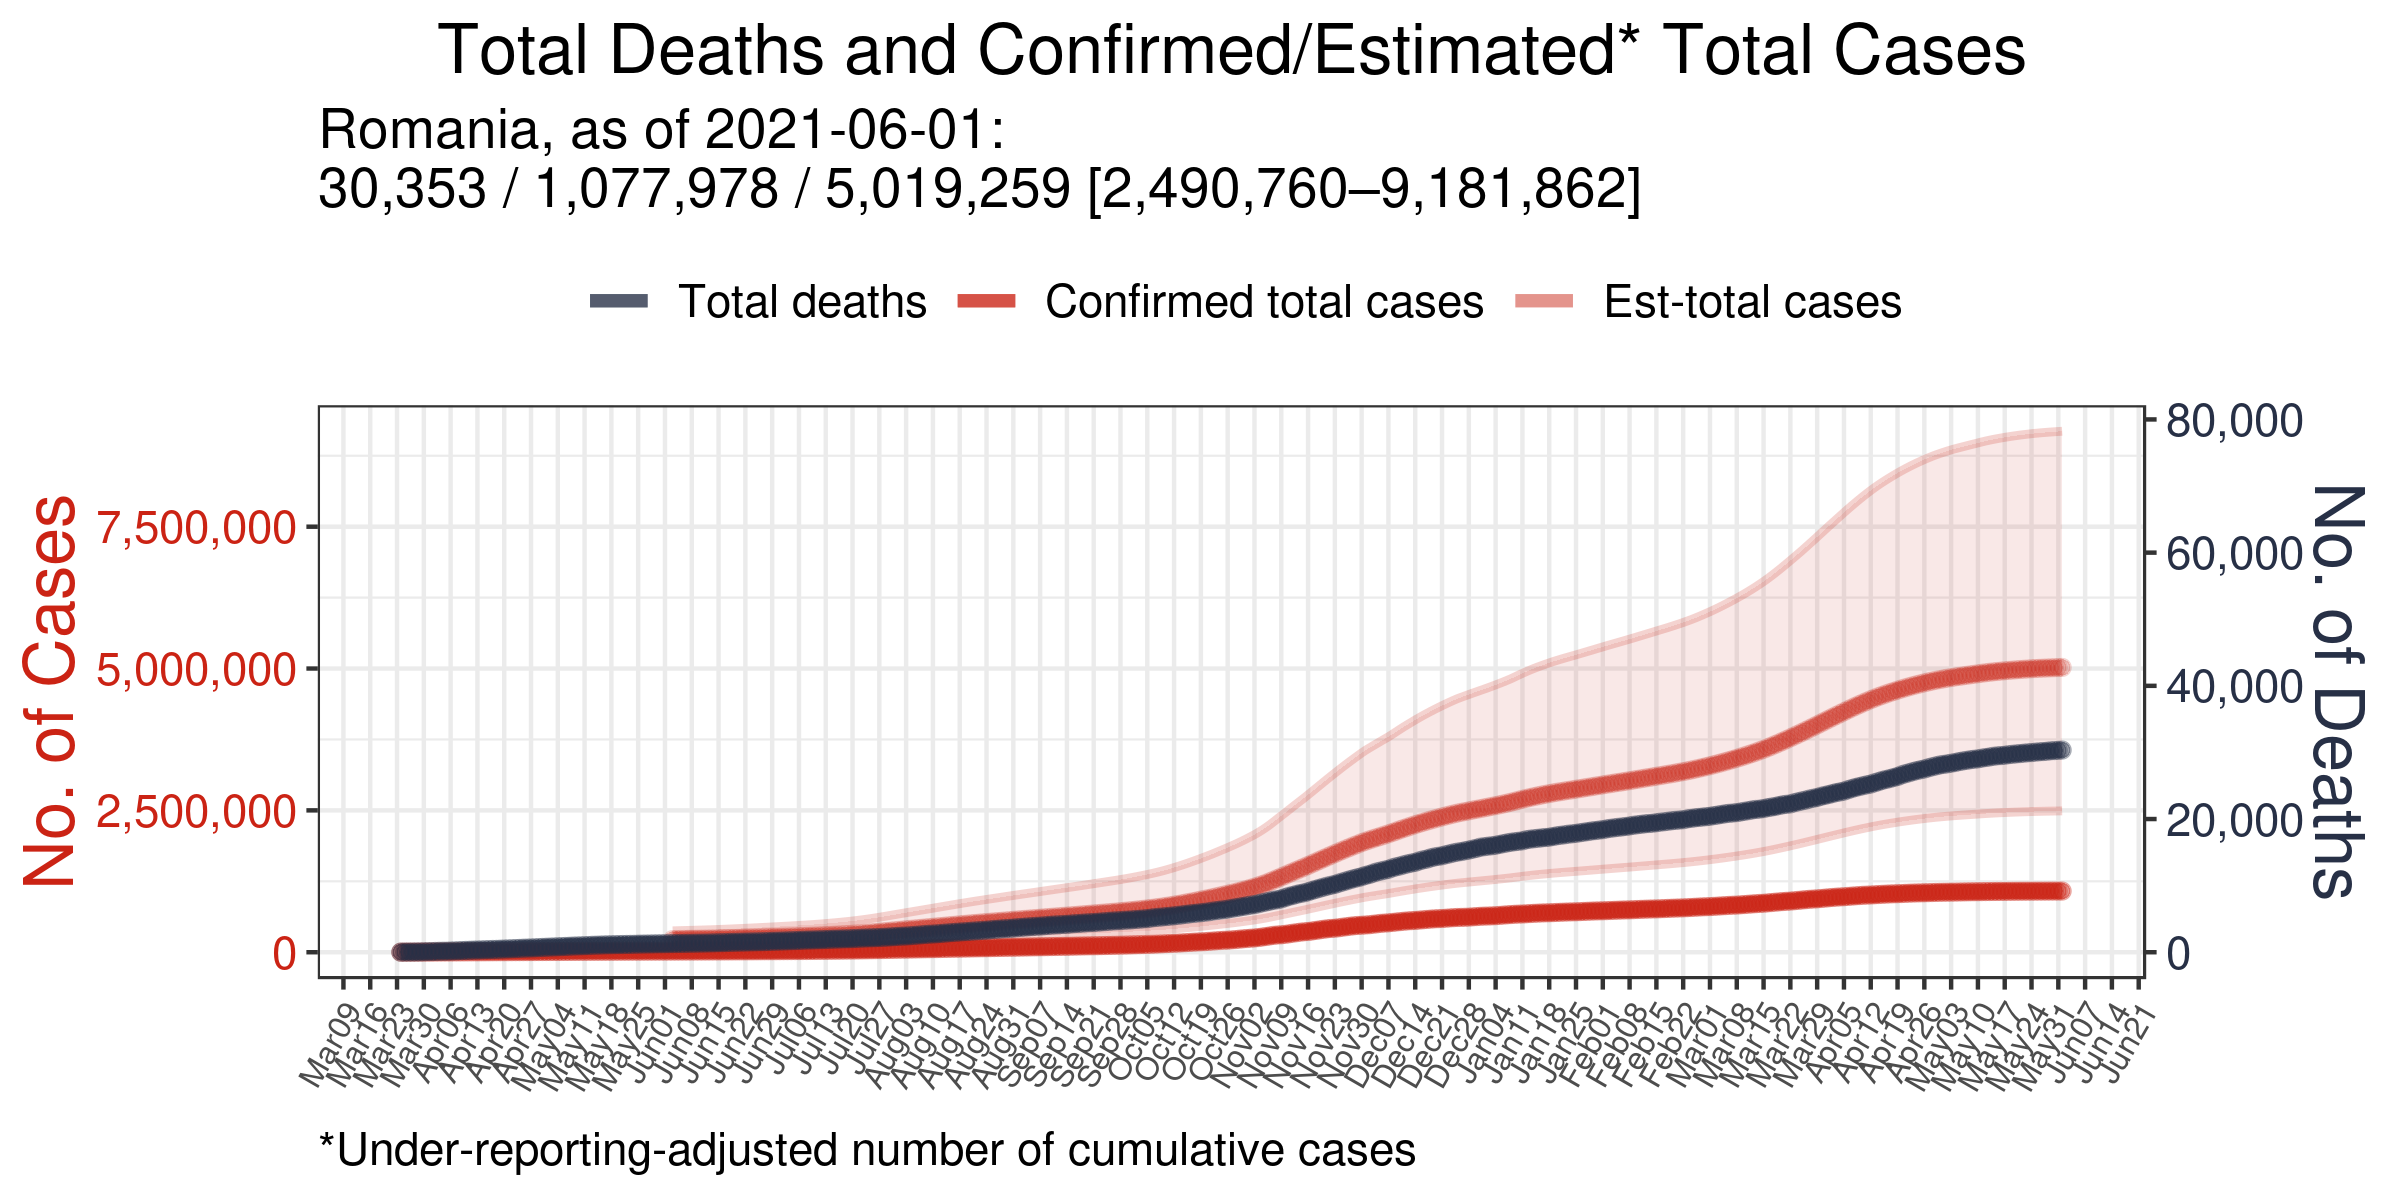 Total Deaths and Confirmed/Estimated* Total Cases
Romania, as of 2021-06-01:
30,353 / 1,077,978 / 5,019,259 [2,490,760–9,181,862]
Total deaths
Confirmed total cases
Est-total cases
No. of Cases
7,500,000
5,000,000
2,500,000
0
80,000
60,000
40,000
20,000
0
No. of Deaths
Mar09
Mar16
Mar23
Mar30
Apr06
Apr13
Apr20
Apr27
May04
May11
May18
May25
Jun01
Jun08
Jun15
Jun22
Jun29
Jul06
Jul13
Jul20
Jul27
Aug03
Aug10
Aug17
Aug24
Aug31
Sep07
Sep14
Sep21
Sep28
Oct05
Oct12
Oct19
Oct26
Nov02
Nov09
Nov16
Nov23
Nov30
Dec07
Dec14
Dec21
Dec28
Jan04
Jan11
Jan18
Jan25
Feb01
Feb08
Feb15
Feb22
Mar01
Mar08
Mar15
Mar22
Mar29
Apr05
Apr12
Apr19
Apr26
May03
May10
May17
May24
May31
Jun07
Jun14
Jun21
*Under-reporting-adjusted number of cumulative cases